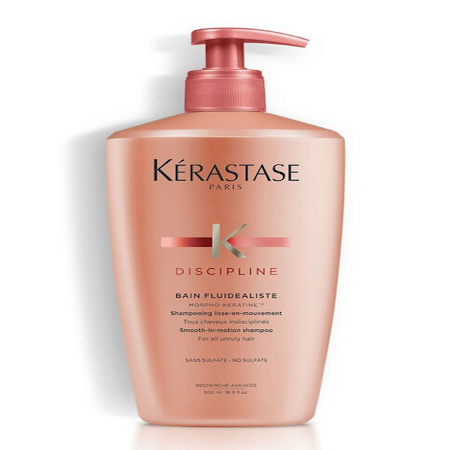 KÉRASTASE
PARIS
K
DISCIPLINE
BAIN FLUIDEALISTE
MORPHO-KÉRATINE™
Shampooing lisse-en-mouvement
Tous cheveux indisciplinés
Smooth-in-motion shampoo
For all unruly hair
SANS SULFATE - NO SULFATE
RECHERCHE AVANCÉE
500 ml 16.9 fl.oz